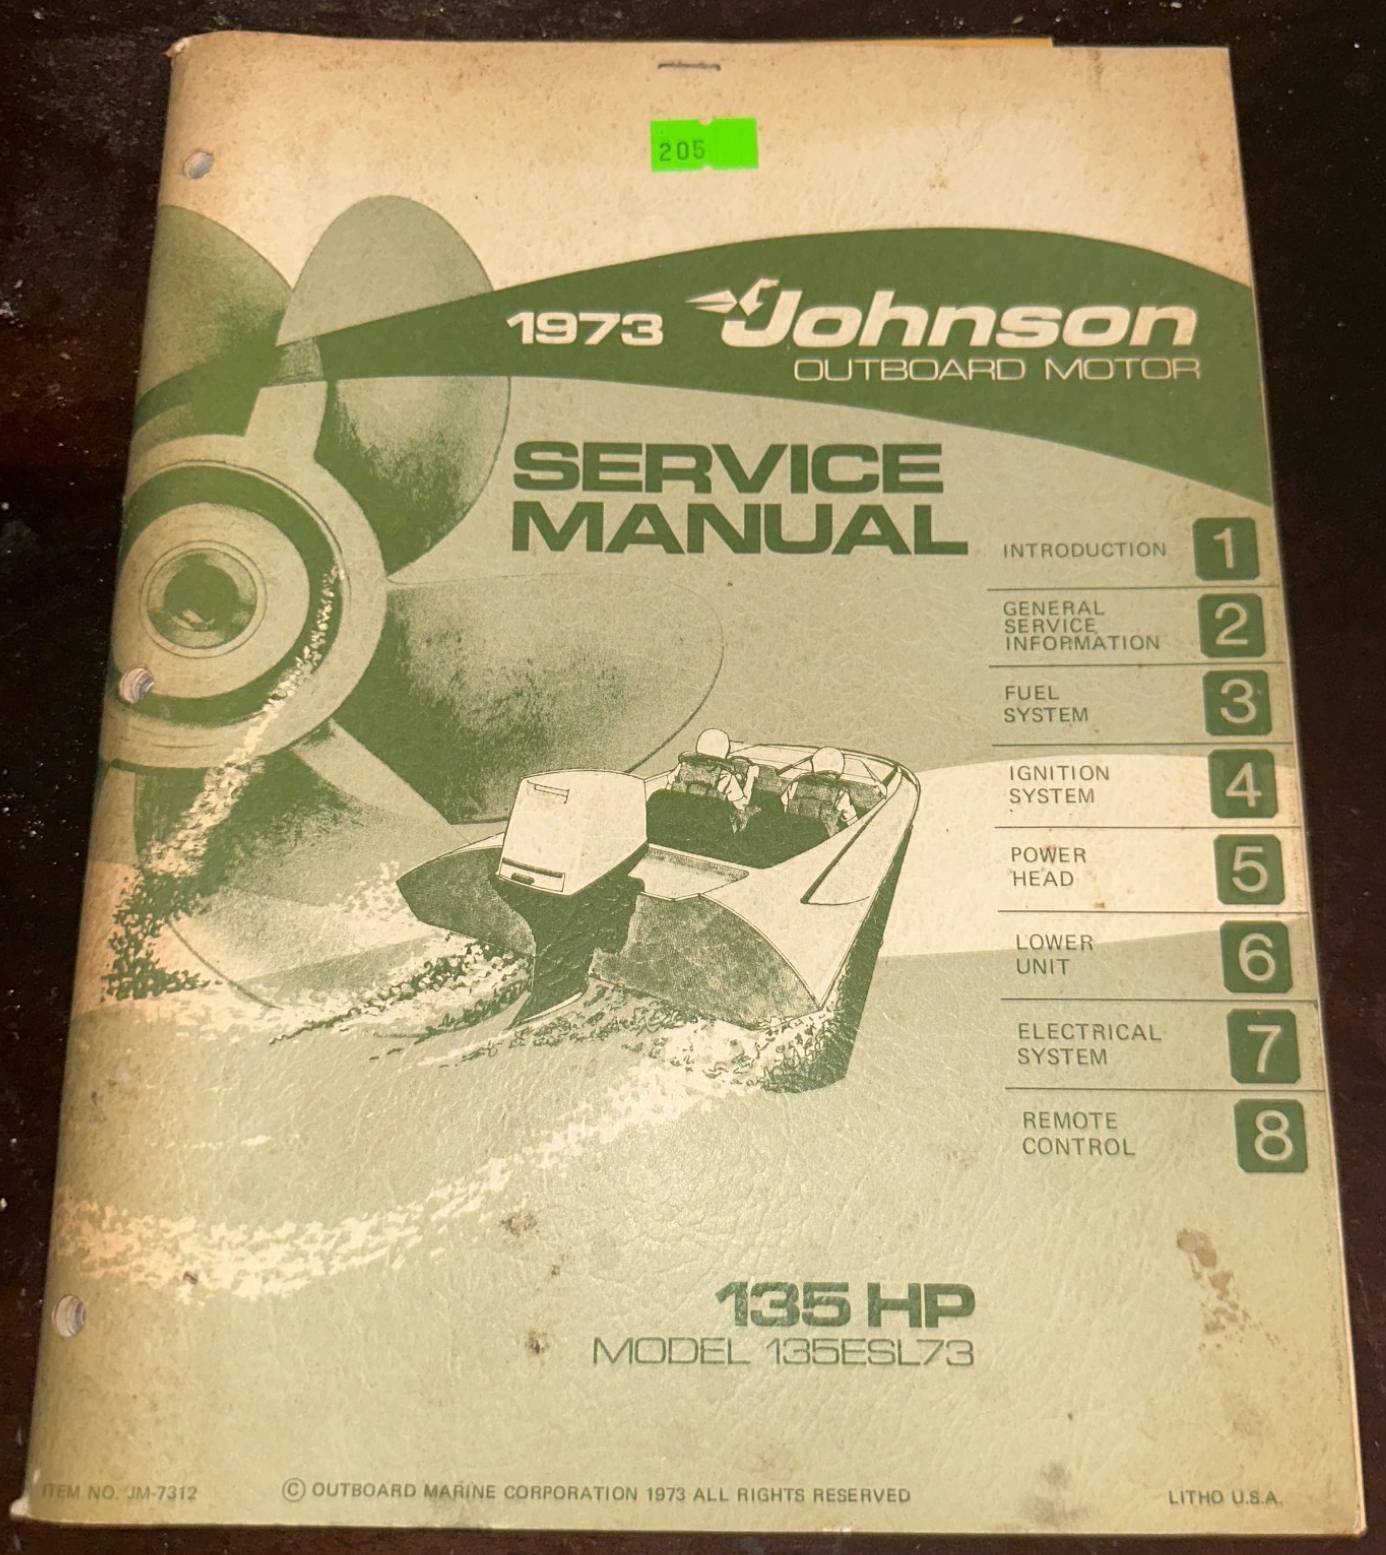 205
1973 Johnson
OUTBOARD MOTOR
SERVICE
MANUAL
INTRODUCTION 1
GENERAL
SERVICE
INFORMATION 2
FUEL
SYSTEM 3
IGNITION
SYSTEM 4
POWER
HEAD 5
LOWER
UNIT 6
ELECTRICAL
SYSTEM 7
REMOTE
CONTROL 8
135 HP
MODEL 135ESL73
ITEM NO. JM-7312
© OUTBOARD MARINE CORPORATION 1973 ALL RIGHTS RESERVED
LITHO U.S.A.